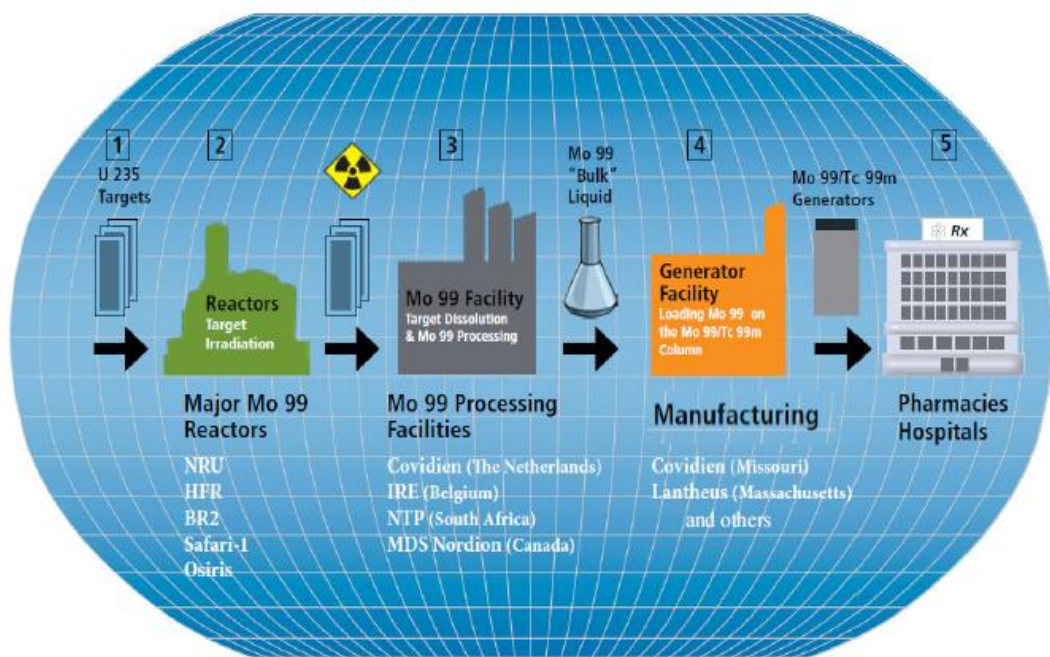 1
U 235
Targets
2
3
Mo 99
"Bulk"
Liquid
4
Mo 99/Tc 99m
Generators
5
Rx
Reactors
Target
Irradiation
Mo 99 Facility
Target Dissolution
& Mo 99 Processing
Generator
Facility
Loading Mo 99 on
the Mo 99/Tc 99m
Column
Major Mo 99
Reactors
NRU
HFR
BR2
Safari-1
Osiris
Mo 99 Processing
Facilities
Covidien (The Netherlands)
IRE (Belgium)
NTP (South Africa)
MDS Nordion (Canada)
Manufacturing
Covidien (Missouri)
Lantheus (Massachusetts)
and others
Pharmacies
Hospitals